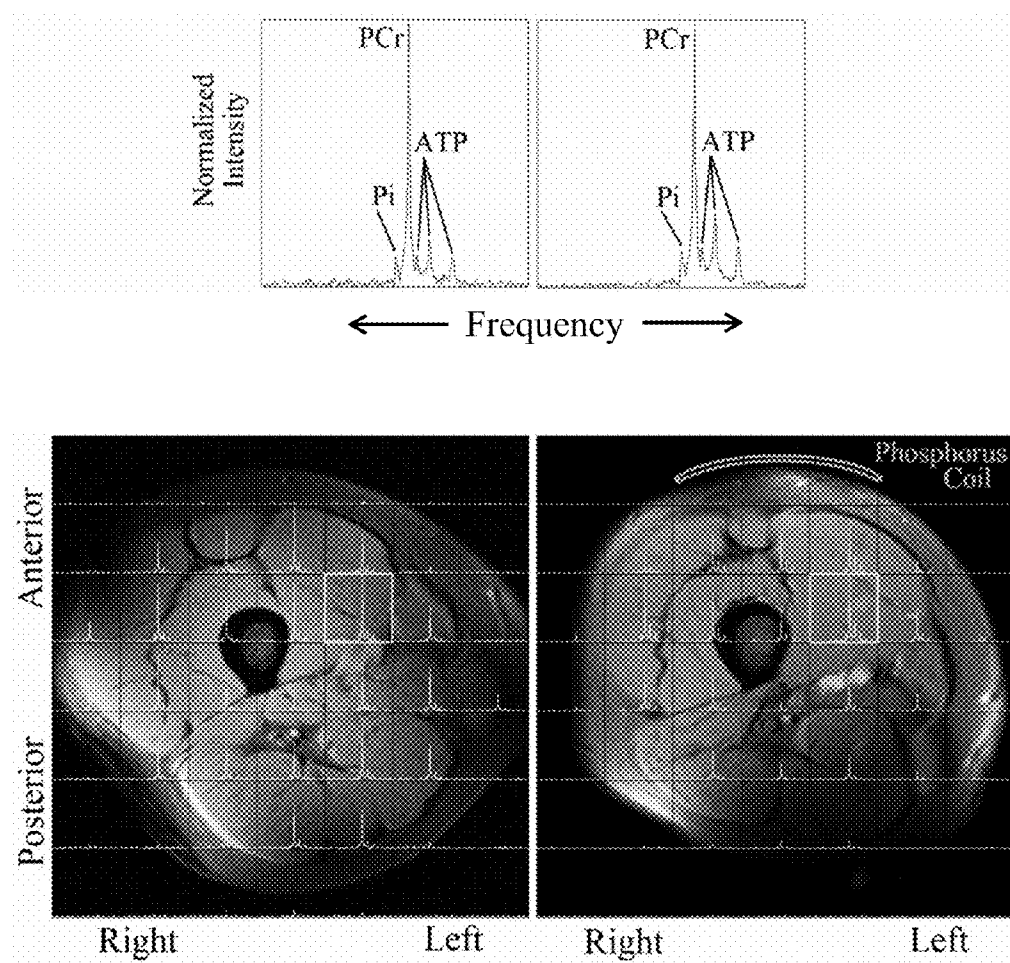 PCr
PCr
Normalized
Intensity
ATP
ATP
Pi
Pi
Frequency
Phosphorus
Coil
Anterior
Posterior
Right
Left
Right
Left